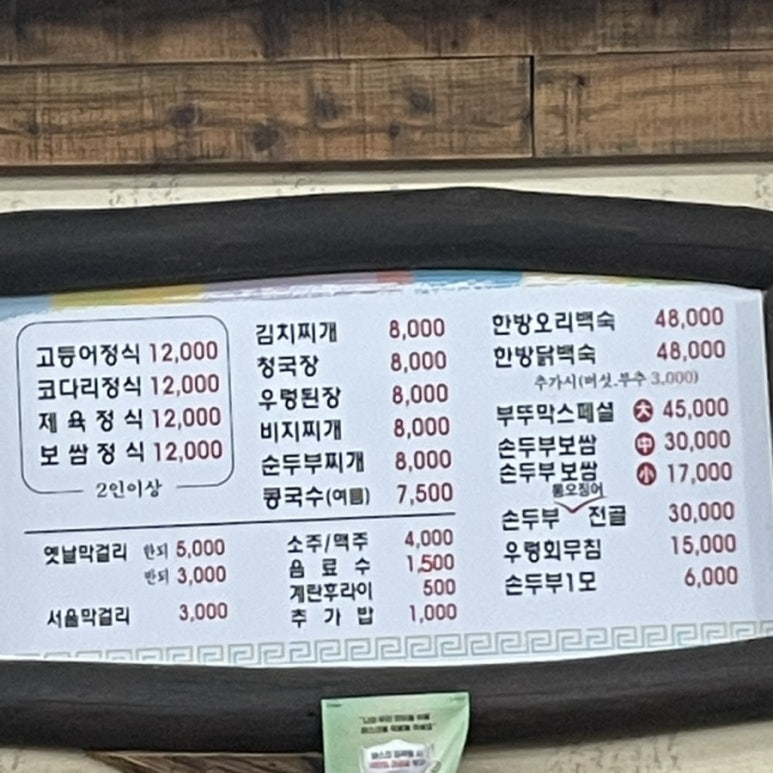 고등어정식 12,000
코다리정식 12,000
제육정식 12,000
보쌈정식 12,000
2인이상
옛날막걸리 한되 5,000
반되 3,000
서울막걸리 3,000
김치찌개 8,000
청국장 8,000
우렁된장 8,000
비지찌개 8,000
순두부찌개 8,000
콩국수(여름) 7,500
소주/맥주 4,000
음료수 1,500
계란후라이 500
추가밥 1,000
한방오리백숙 48,000
한방닭백숙 48,000
추가시(버섯.부추 3,000)
부뚜막스페셜 大 45,000
손두부보쌈 中 30,000
손두부보쌈 小 17,000
통오징어
손두부 전골 30,000
우렁회무침 15,000
손두부1모 6,000